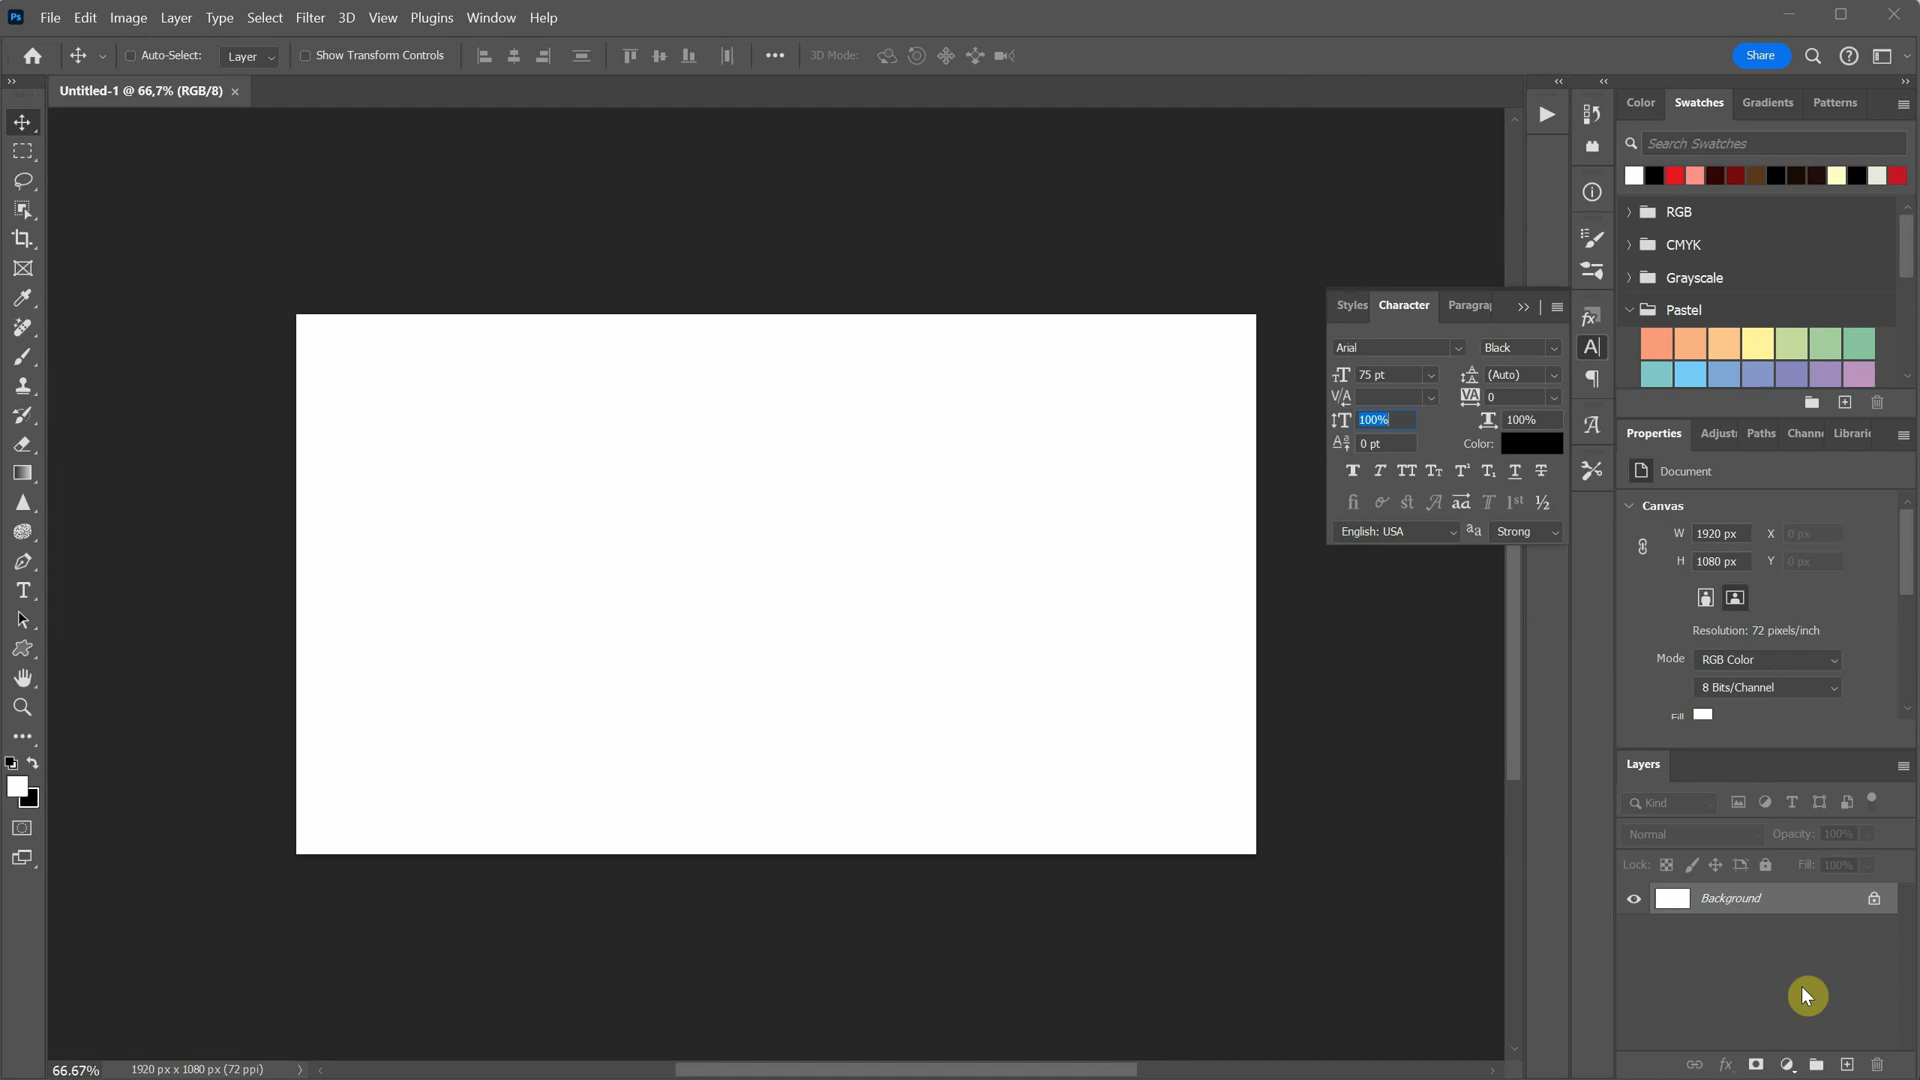 Ps File Edit Image Layer Type Select Filter 3D View Plugins Window Help
Auto-Select: Layer Show Transform Controls 3D Mode: Share
Untitled-1 @ 66,7% (RGB/8)
Color Swatches Gradients Patterns
Search Swatches
RGB
CMYK
Grayscale
Pastel
Styles Character Paragra
Arial Black
75 pt (Auto)
0
100% 100%
0 pt Color:
English: USA Strong
Properties Adjust Paths Chann Librari
Document
Canvas
W 1920 px X 0 px
H 1080 px Y 0 px
Resolution: 72 pixels/inch
Mode RGB Color
8 Bits/Channel
Fill
Layers
Kind
Normal Opacity: 100%
Lock: Fill: 100%
Background
66.67% 1920 px x 1080 px (72 ppi)